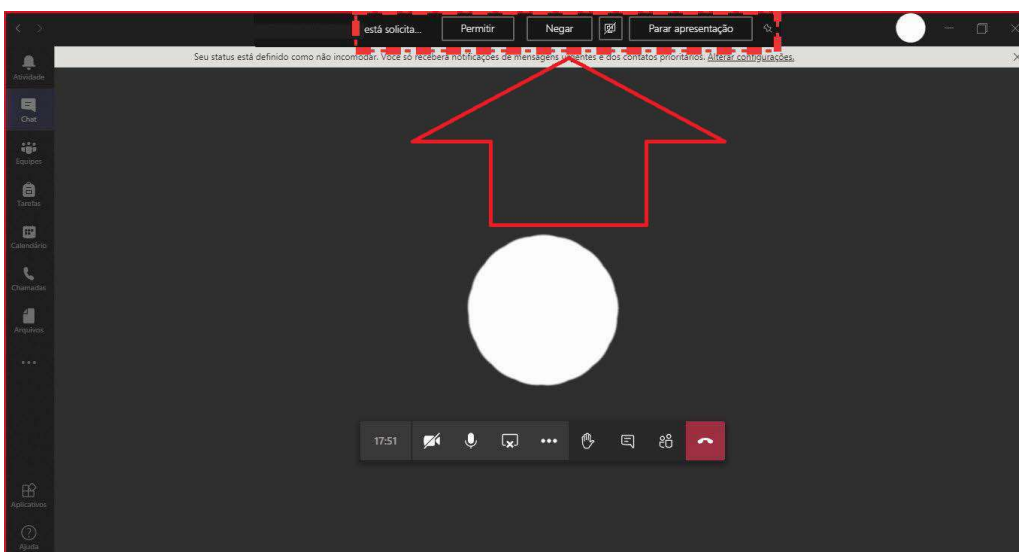 está solicita... Permitir Negar Parar apresentação
Seu status está definido como não incomodar. Você só receberá notificações de mensagens urgentes e dos contatos prioritários. Alterar configurações.
Atividade
Chat
Equipes
Tarefas
Calendário
Chamadas
Arquivos
17:51
Aplicativos
Ajuda